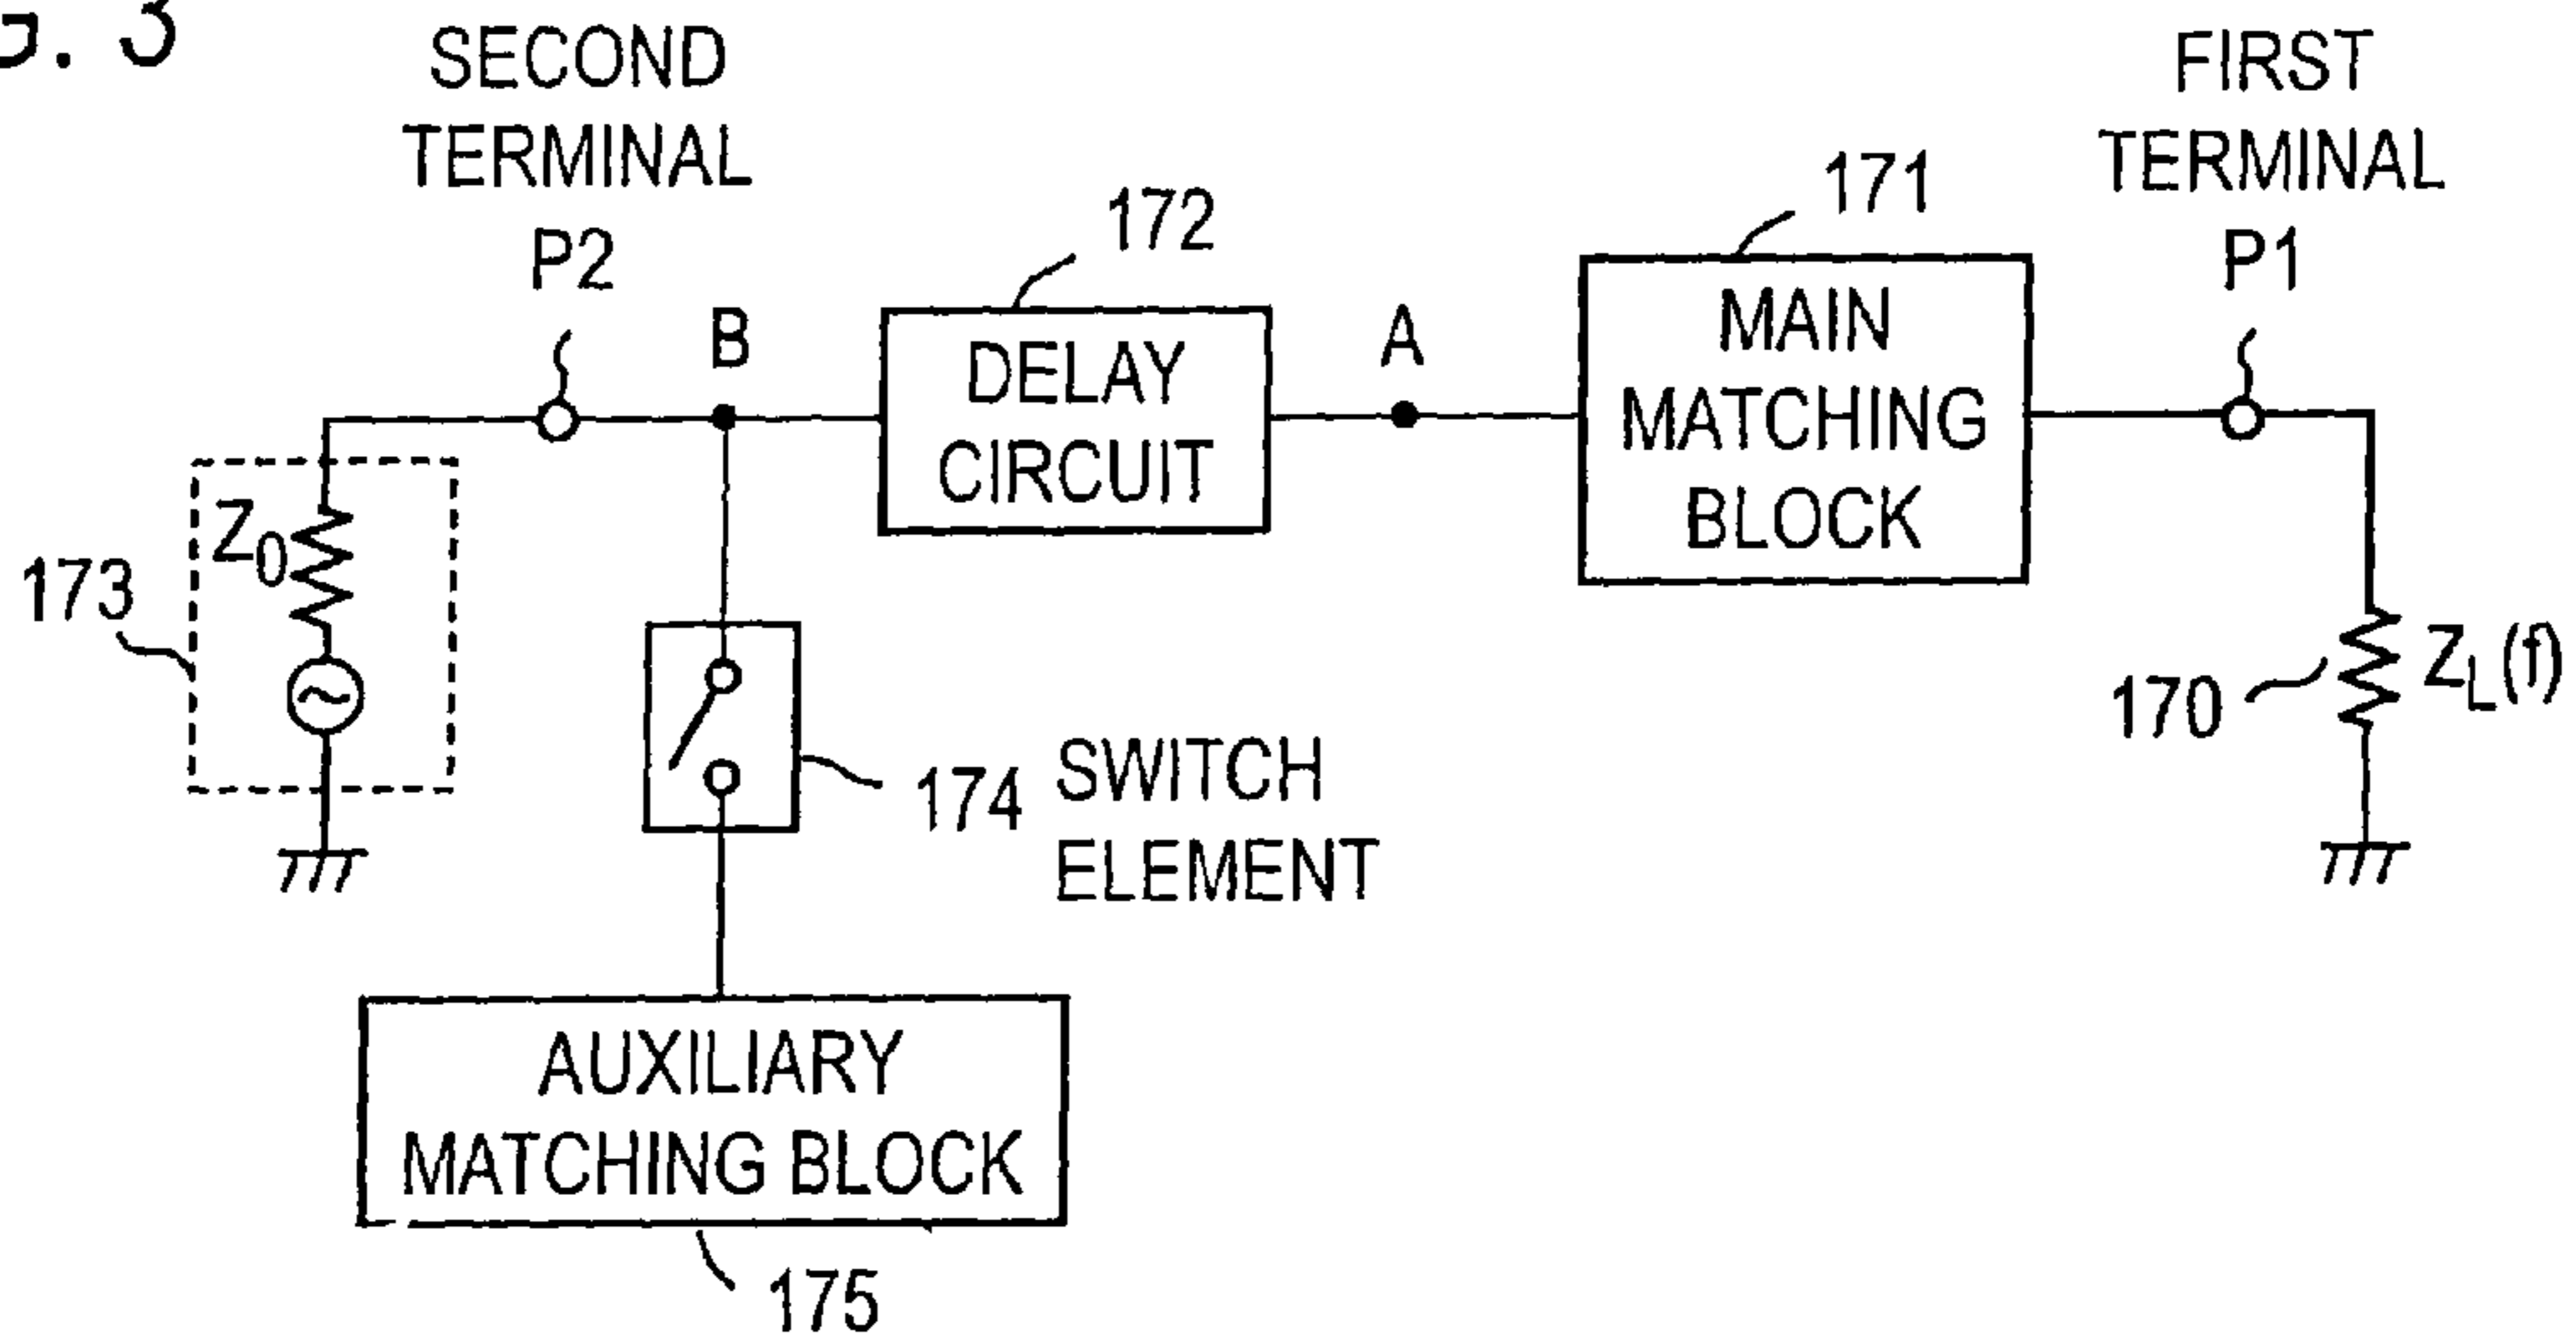 G. 3
SECOND
TERMINAL
P2
FIRST
TERMINAL
P1
172
171
B
DELAY
CIRCUIT
A
MAIN
MATCHING
BLOCK
Z0
173
174
SWITCH
ELEMENT
170
ZL(f)
AUXILIARY
MATCHING BLOCK
175